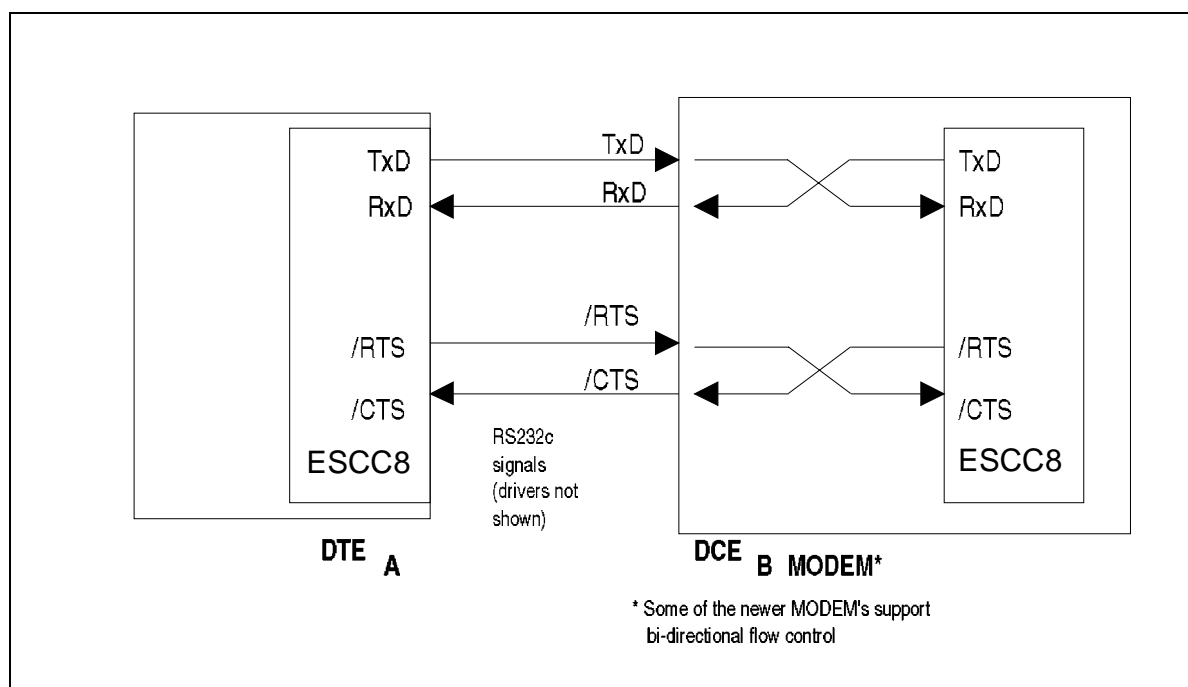 TxD
RxD
/RTS
/CTS
ESCC8
TxD
RxD
/RTS
/CTS
RS232c
signals
(drivers not
shown)
TxD
RxD
/RTS
/CTS
ESCC8
DTE A
DCE B MODEM*
* Some of the newer MODEM's support
bi-directional flow control